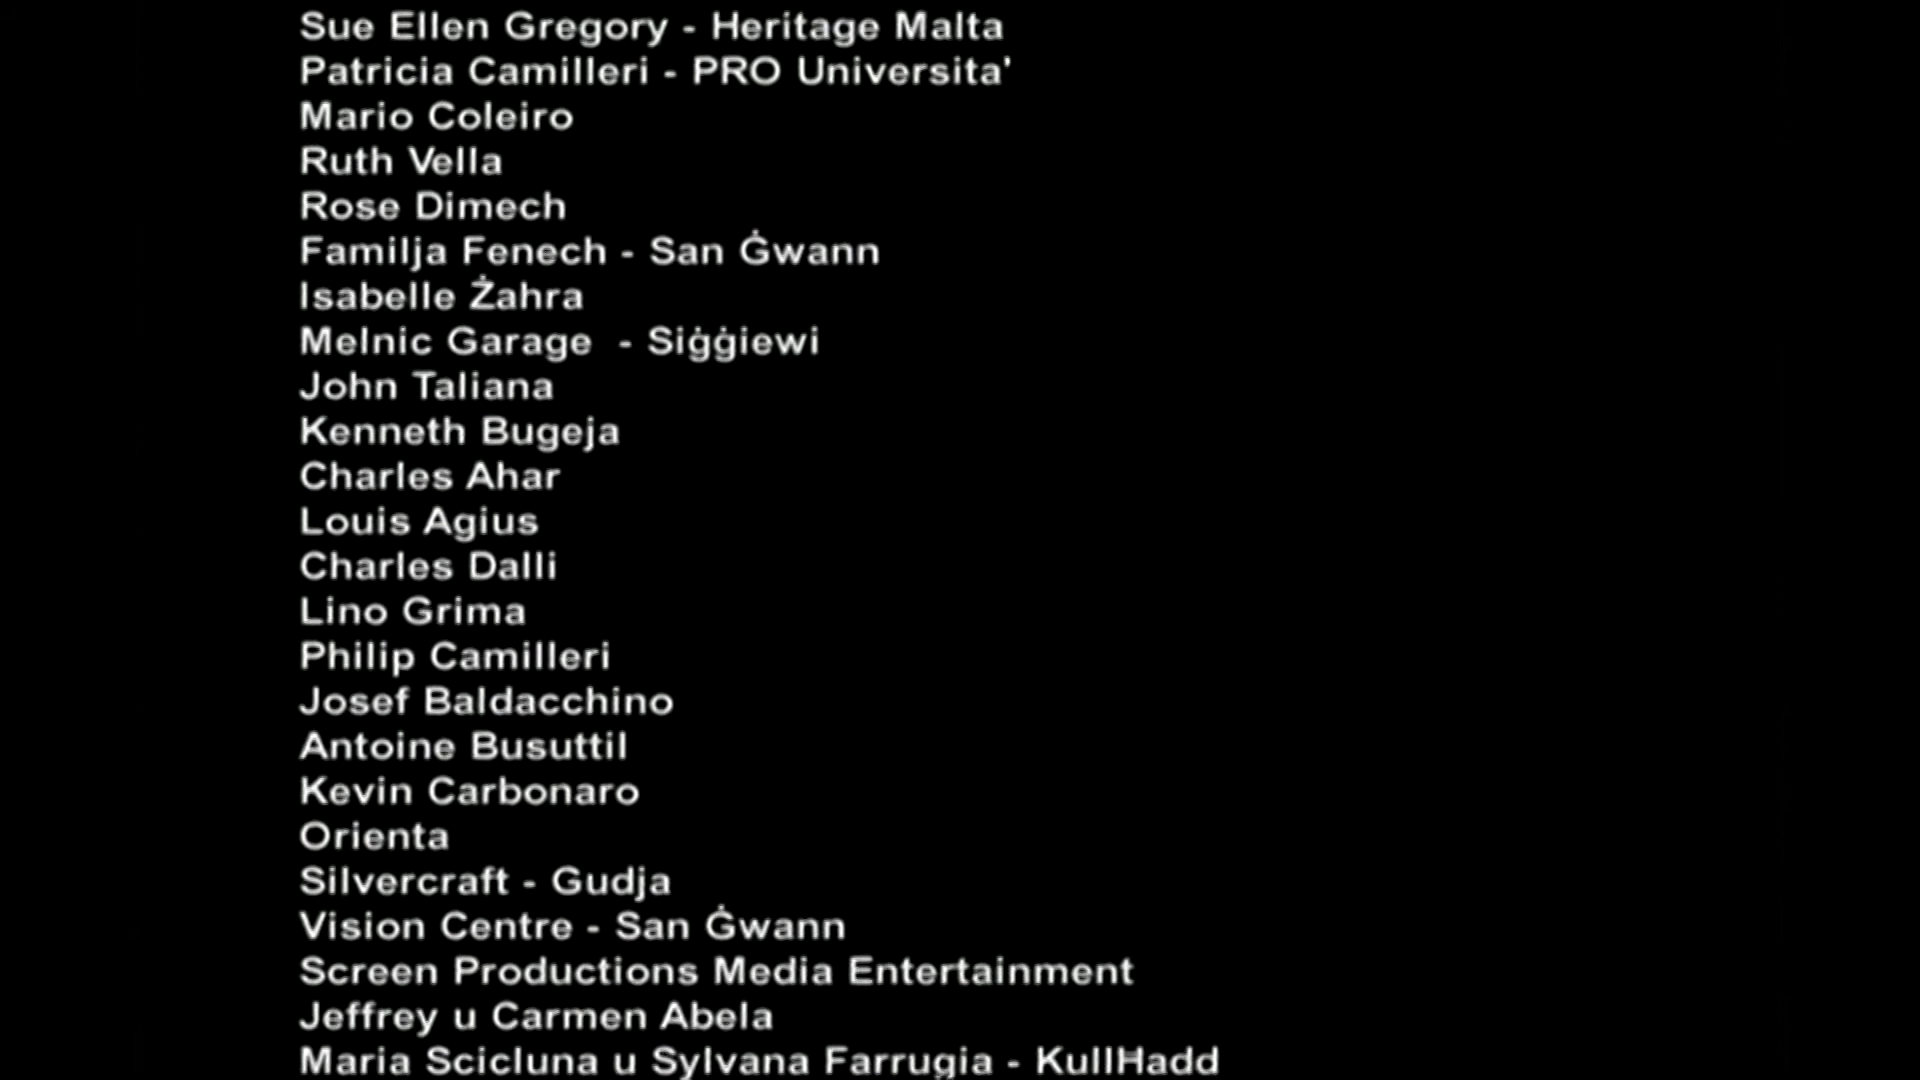 Sue Ellen Gregory - Heritage Malta
Patricia Camilleri - PRO Universita'
Mario Coleiro
Ruth Vella
Rose Dimech
Familja Fenech - San Ġwann
Isabelle Żahra
Melnic Garage  - Siġġiewi
John Taliana
Kenneth Bugeja
Charles Ahar
Louis Agius
Charles Dalli
Lino Grima
Philip Camilleri
Josef Baldacchino
Antoine Busuttil
Kevin Carbonaro
Orienta
Silvercraft - Gudja
Vision Centre - San Ġwann
Screen Productions Media Entertainment
Jeffrey u Carmen Abela
Maria Scicluna u Sylvana Farrugia - KullĦadd